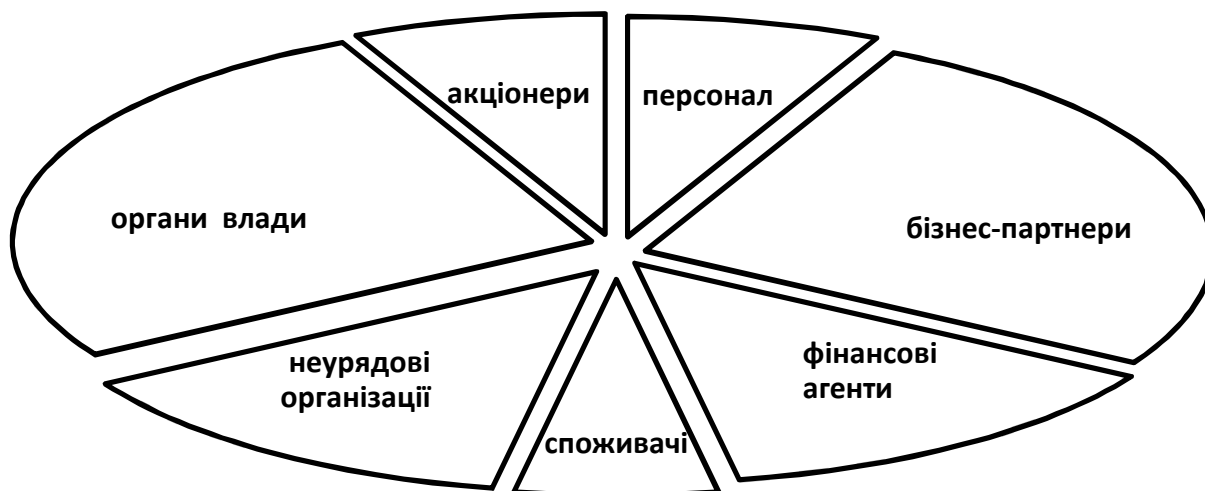 акціонери
персонал
органи влади
бізнес-партнери
неурядові
організації
фінансові
агенти
споживачі